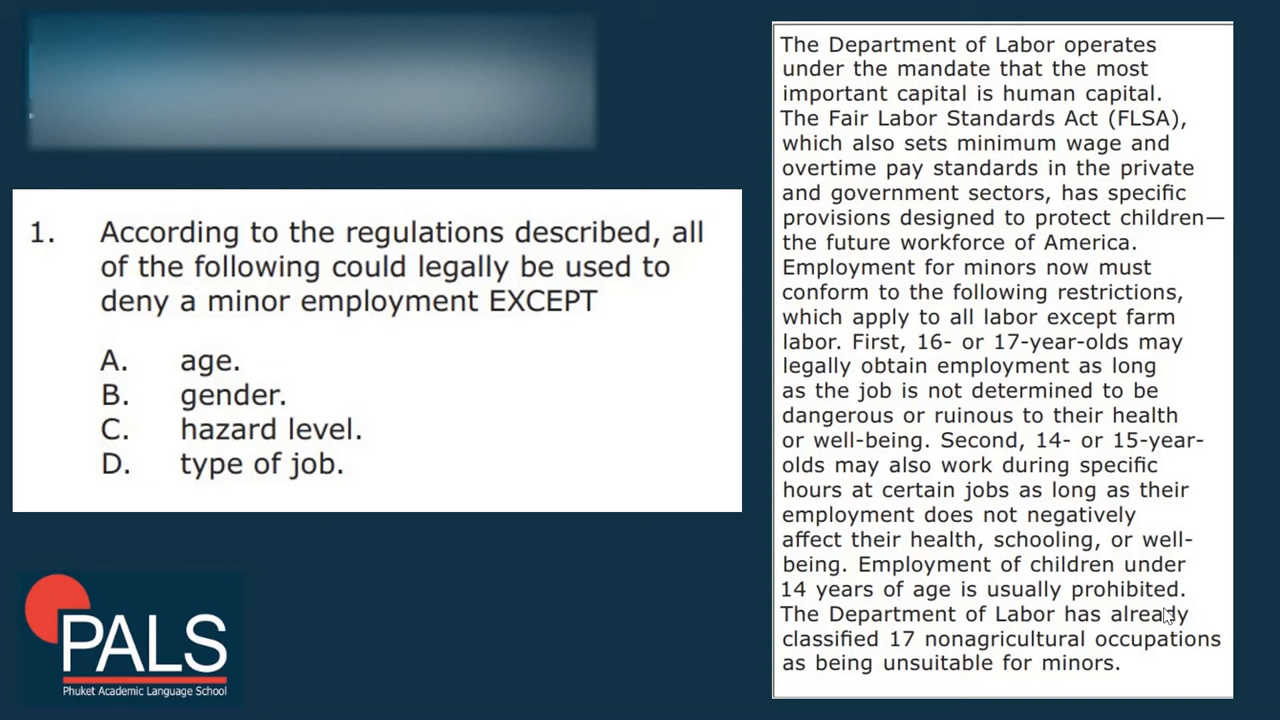 1. According to the regulations described, all
of the following could legally be used to
deny a minor employment EXCEPT
A. age.
B. gender.
C. hazard level.
D. type of job.
The Department of Labor operates
under the mandate that the most
important capital is human capital.
The Fair Labor Standards Act (FLSA),
which also sets minimum wage and
overtime pay standards in the private
and government sectors, has specific
provisions designed to protect children—
the future workforce of America.
Employment for minors now must
conform to the following restrictions,
which apply to all labor except farm
labor. First, 16- or 17-year-olds may
legally obtain employment as long
as the job is not determined to be
dangerous or ruinous to their health
or well-being. Second, 14- or 15-year-
olds may also work during specific
hours at certain jobs as long as their
employment does not negatively
affect their health, schooling, or well-
being. Employment of children under
14 years of age is usually prohibited.
The Department of Labor has already
classified 17 nonagricultural occupations
as being unsuitable for minors.
PALS
Phuket Academic Language School